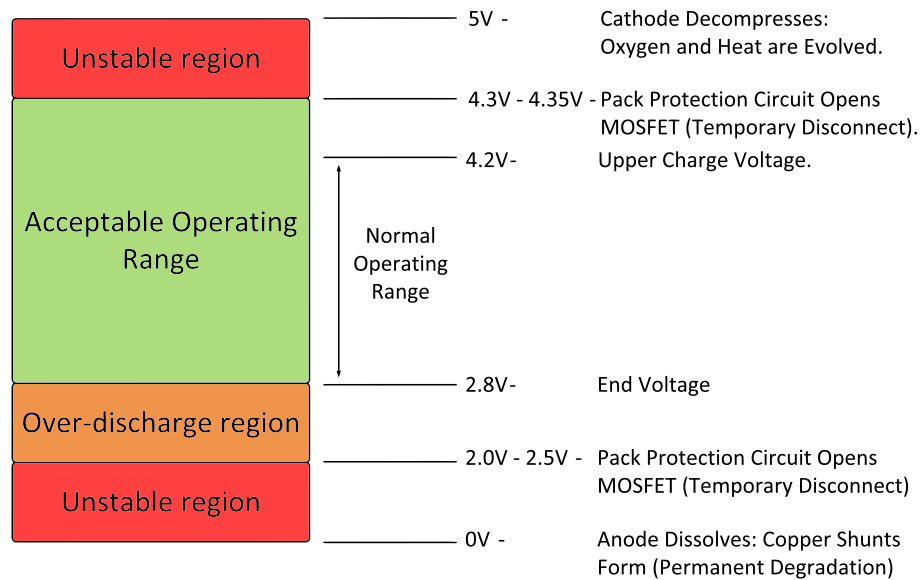 Unstable region
Acceptable Operating
Range
Over-discharge region
Unstable region
Normal
Operating
Range
5V - Cathode Decompresses:
Oxygen and Heat are Evolved.
4.3V - 4.35V - Pack Protection Circuit Opens
MOSFET (Temporary Disconnect).
4.2V- Upper Charge Voltage.
2.8V- End Voltage
2.0V - 2.5V - Pack Protection Circuit Opens
MOSFET (Temporary Disconnect)
0V - Anode Dissolves: Copper Shunts
Form (Permanent Degradation)